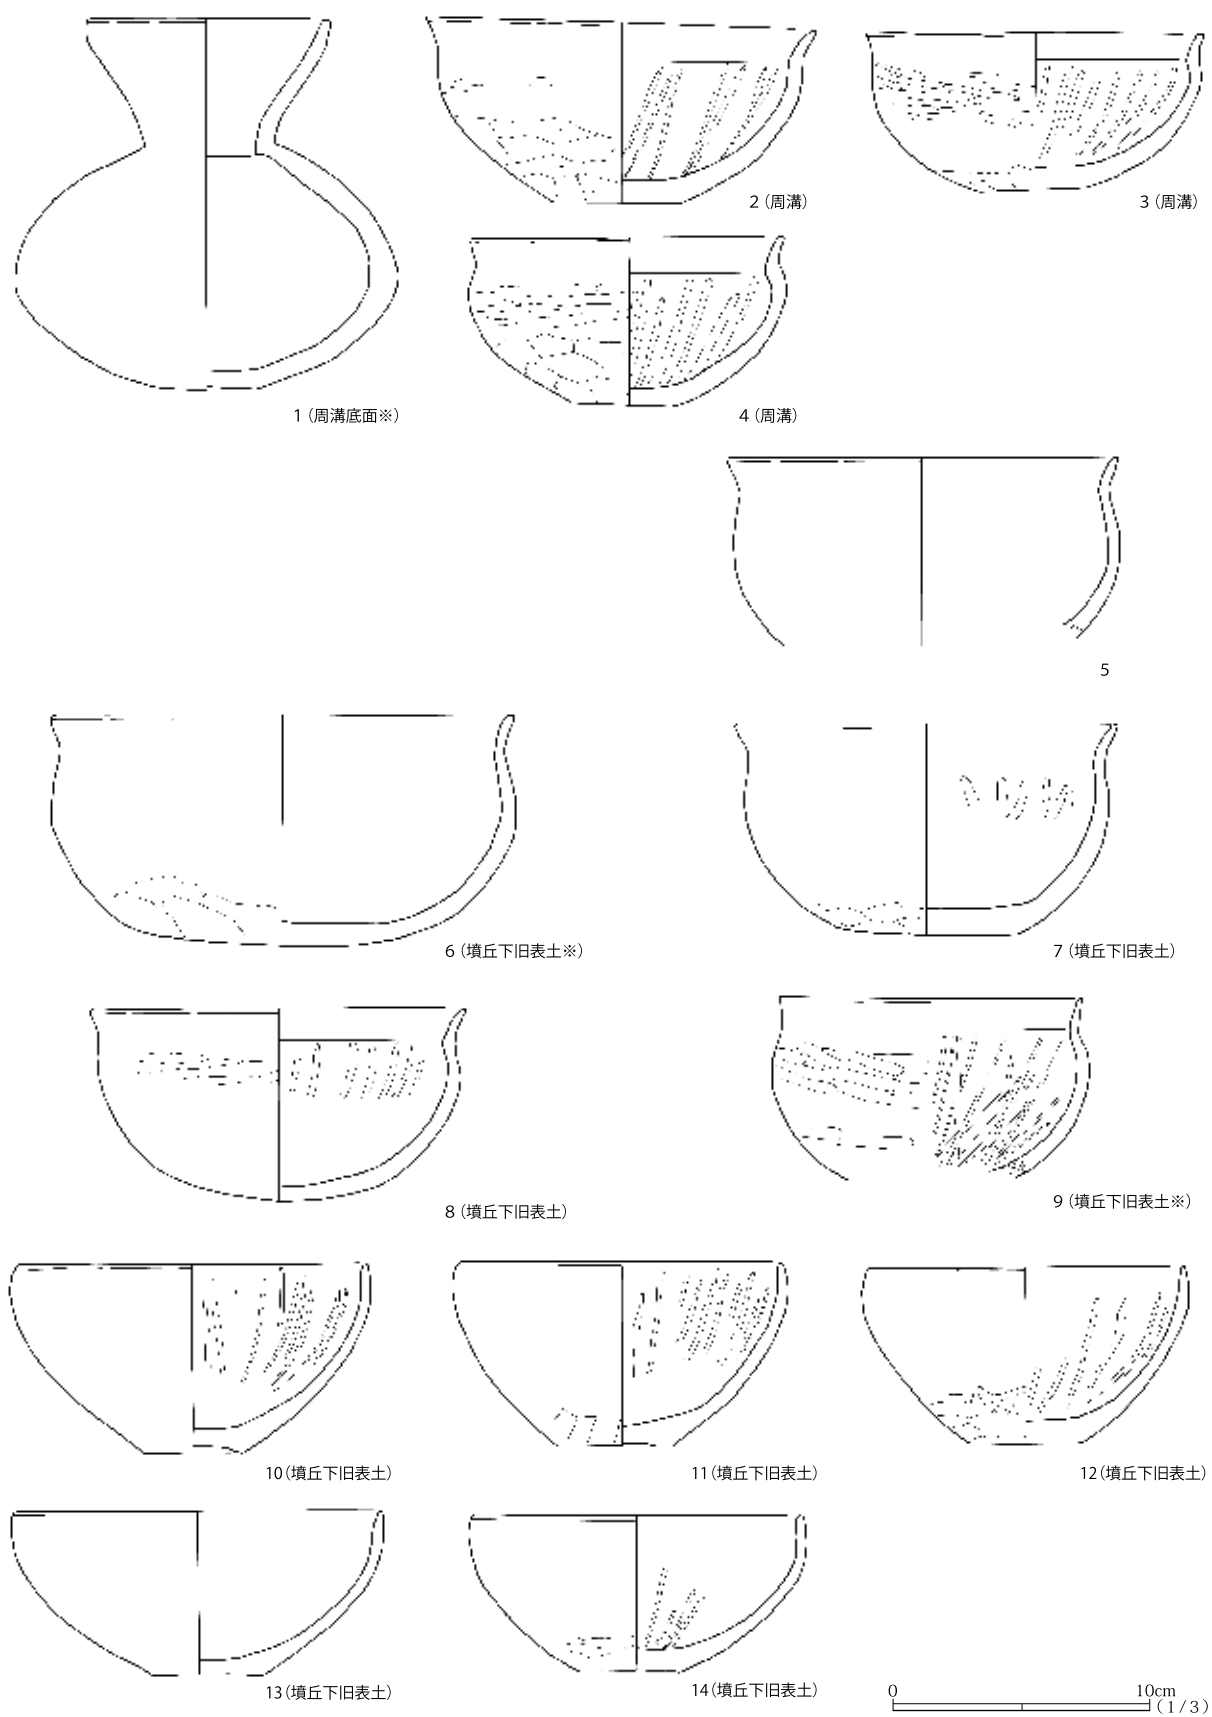 1（周溝底面※）
2（周溝）
3（周溝）
4（周溝）
5
6（墳丘下旧表土※）
7（墳丘下旧表土）
8（墳丘下旧表土）
9（墳丘下旧表土※）
10（墳丘下旧表土）
11（墳丘下旧表土）
12（墳丘下旧表土）
13（墳丘下旧表土）
14（墳丘下旧表土）
0 10cm
（1/3）